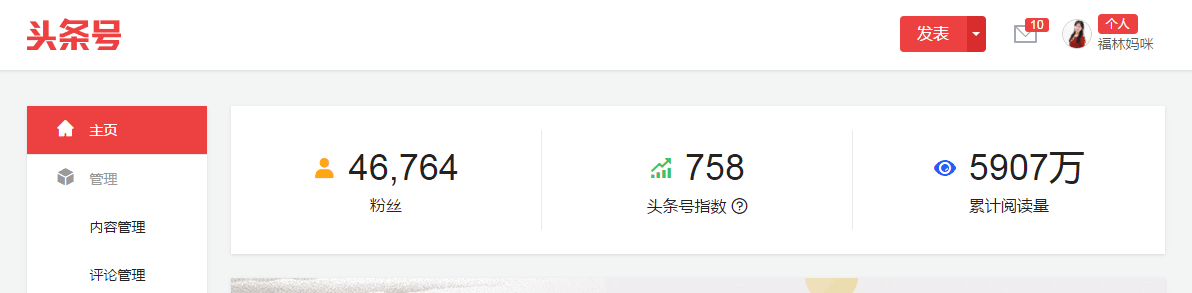 头条号
发表
10
个人
福林妈咪
主页
管理
内容管理
评论管理
46,764
粉丝
758
头条号指数 ?
5907万
累计阅读量